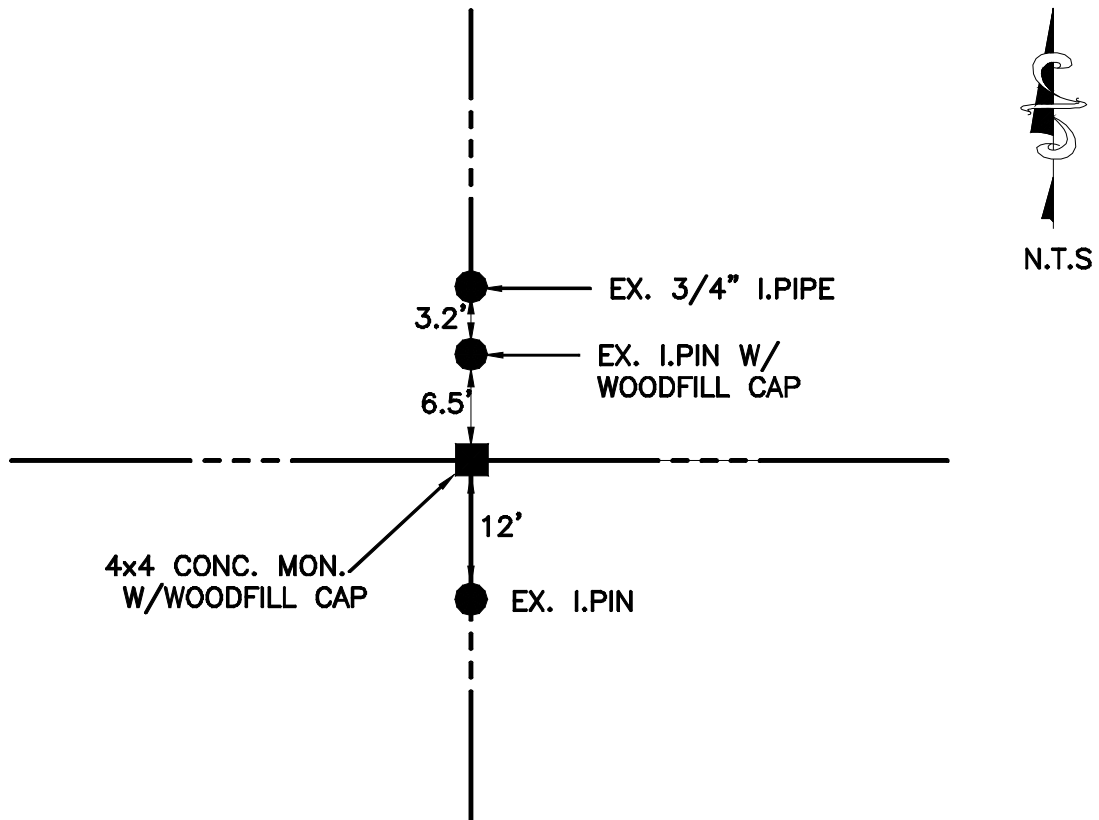 N.T.S
EX. 3/4" I.PIPE
3.2'
EX. I.PIN W/
WOODFILL CAP
6.5'
12'
4x4 CONC. MON.
W/WOODFILL CAP
EX. I.PIN